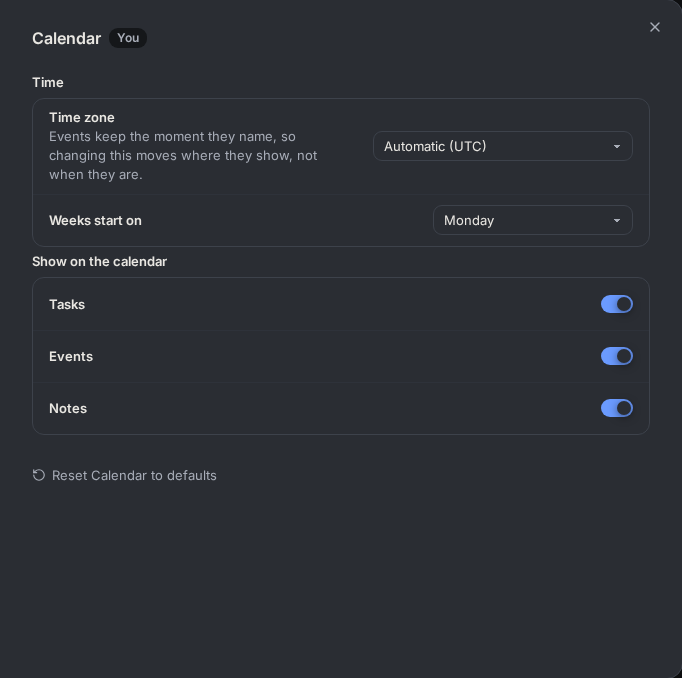 Calendar You
Time
Time zone
Events keep the moment they name, so
changing this moves where they show, not
when they are.
Automatic (UTC)
Weeks start on
Monday
Show on the calendar
Tasks
Events
Notes
Reset Calendar to defaults